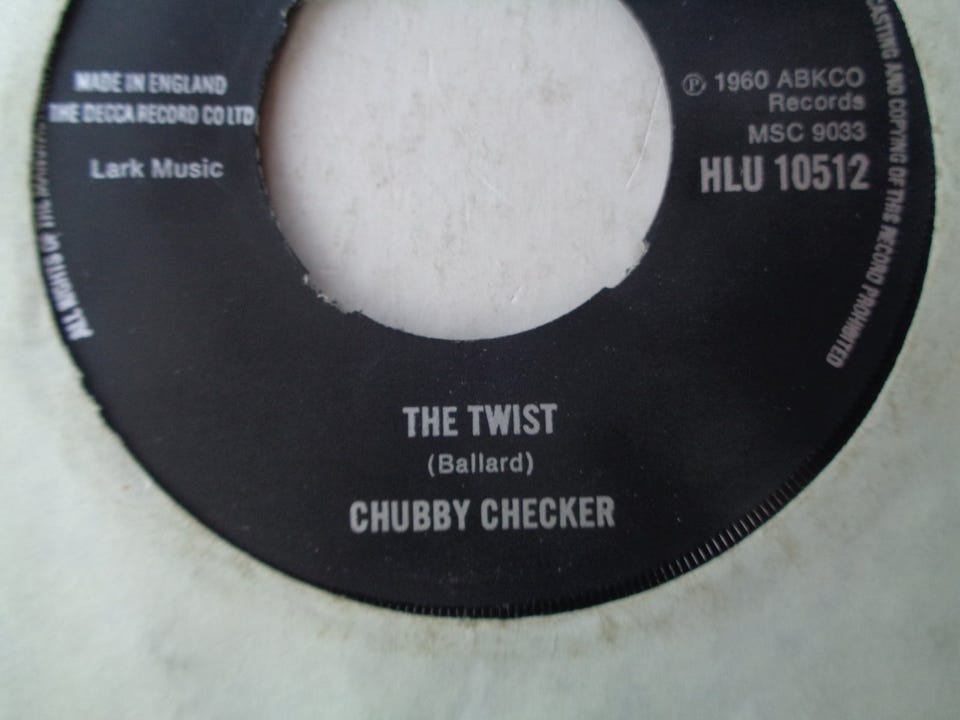 MADE IN ENGLAND
THE DECCA RECORD CO LTD
Lark Music
℗ 1960 ABKCO
Records
MSC 9033
HLU 10512
THE TWIST
(Ballard)
CHUBBY CHECKER
ALL RIGHTS OF THE
CASTING AND COPYING OF THIS RECORD PROHIBITED